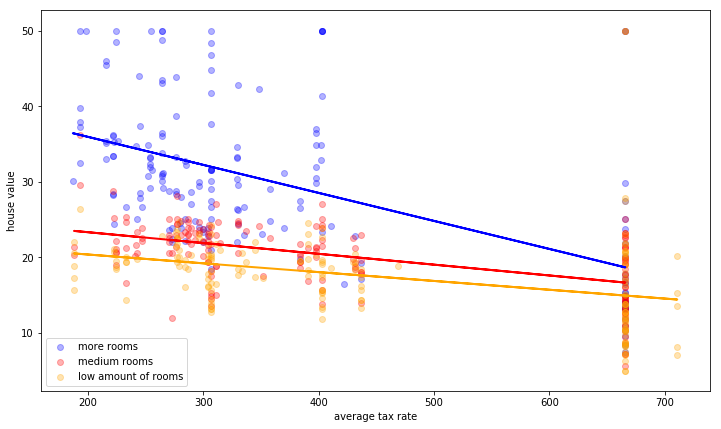 50
40
30
20
10
house value
more rooms
medium rooms
low amount of rooms
200 300 400 500 600 700
average tax rate